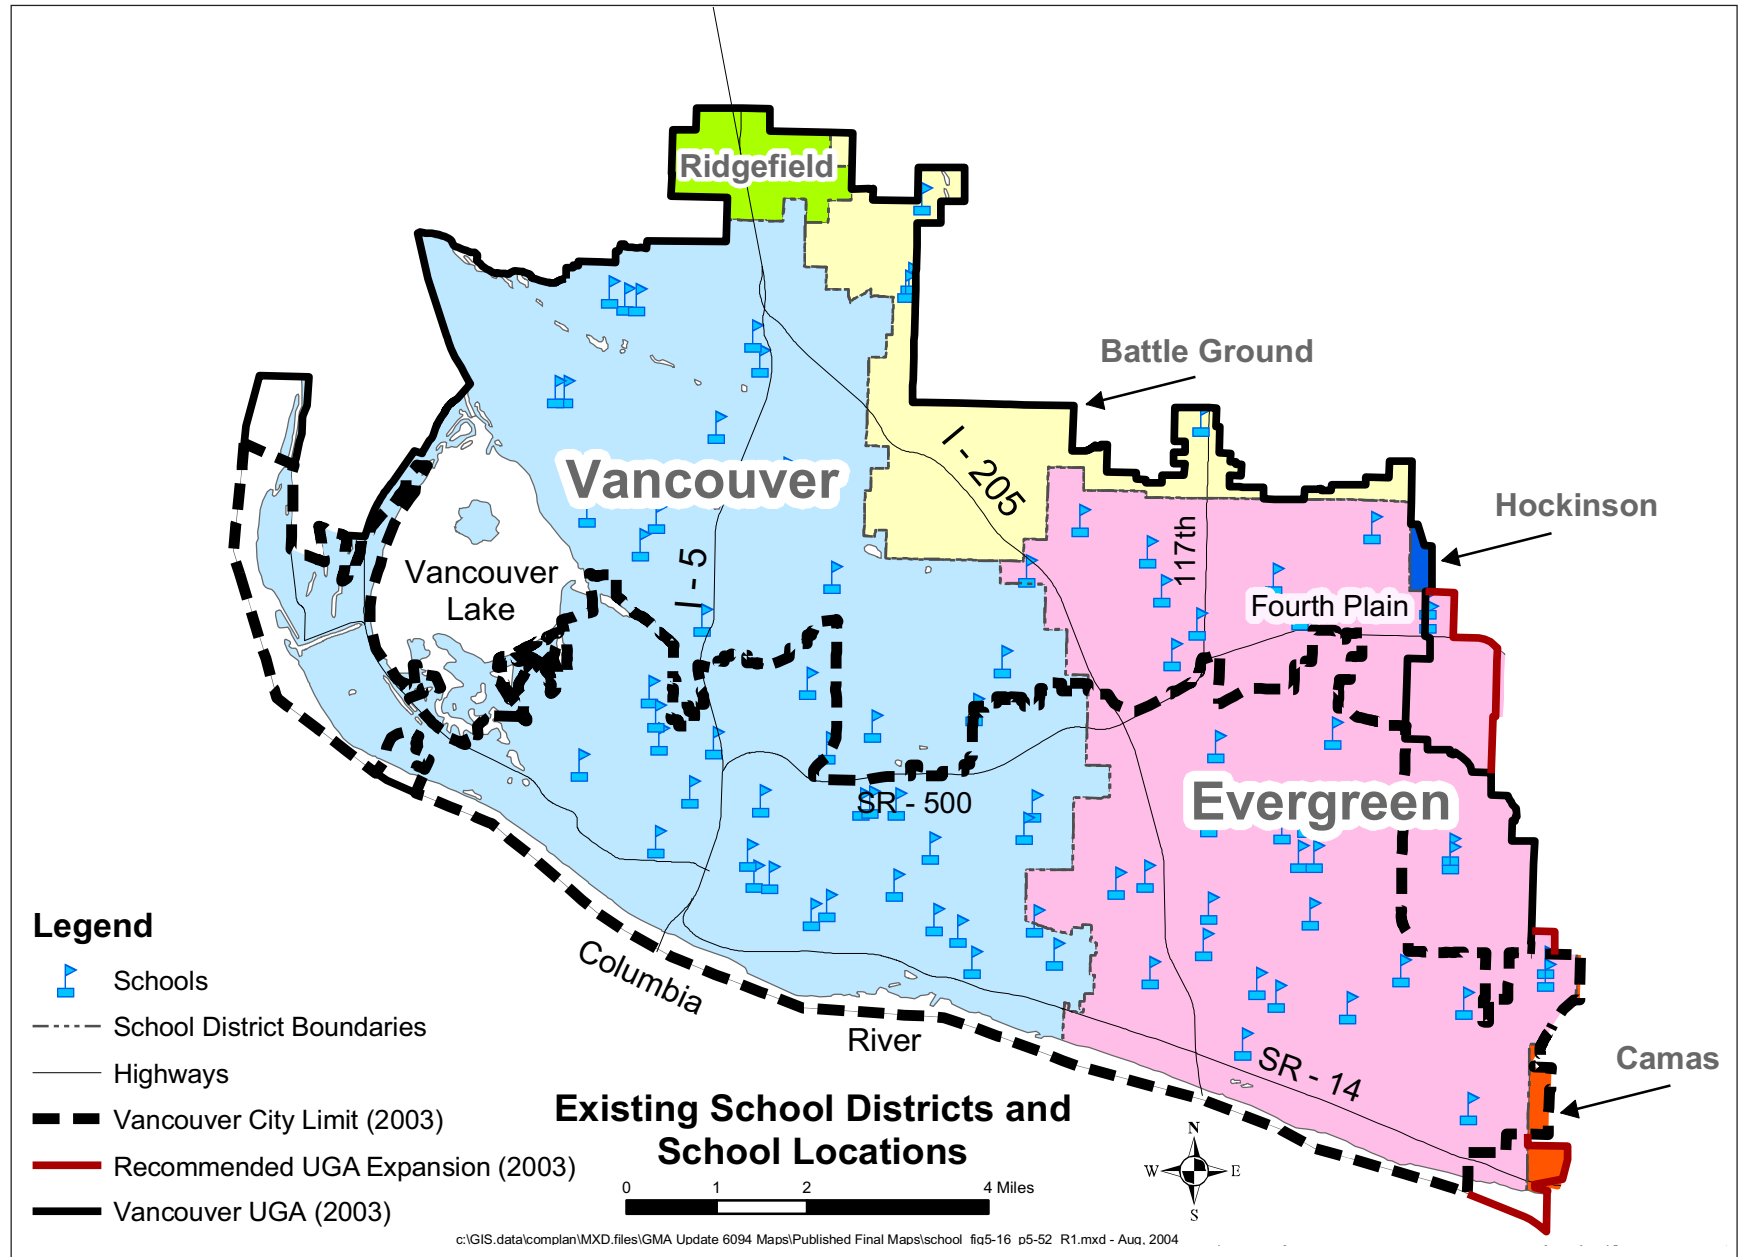 Ridgefield
Battle Ground
I - 205
Vancouver
Hockinson
117th
I - 5
Vancouver
Lake
Fourth Plain
Evergreen
SR - 500
Legend
Schools
School District Boundaries
Highways
Vancouver City Limit (2003)
Recommended UGA Expansion (2003)
Vancouver UGA (2003)
Columbia
River
SR - 14
Camas
Existing School Districts and
School Locations
0 1 2 4 Miles
N
W E
S
c:\GIS.data\complan\MXD.files\GMA Update 6094 Maps\Published Final Maps\school_fig5-16_p5-52_R1.mxd - Aug, 2004